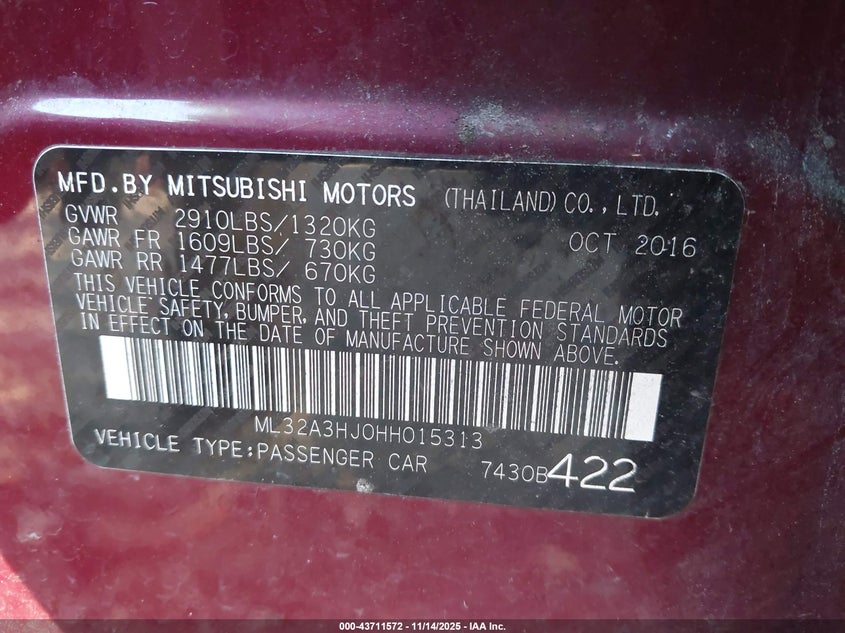 MFD.BY MITSUBISHI MOTORS (THAILAND) CO., LTD.
GVWR 2910LBS/1320KG OCT 2016
GAWR FR 1609LBS/ 730KG
GAWR RR 1477LBS/ 670KG
THIS VEHICLE CONFORMS TO ALL APPLICABLE FEDERAL MOTOR
VEHICLE SAFETY, BUMPER, AND THEFT PREVENTION STANDARDS
IN EFFECT ON THE DATE OF MANUFACTURE SHOWN ABOVE.
ML32A3HJ0HH015313
VEHICLE TYPE:PASSENGER CAR 7430B422
000-43711572 - 11/14/2025 - IAA Inc.